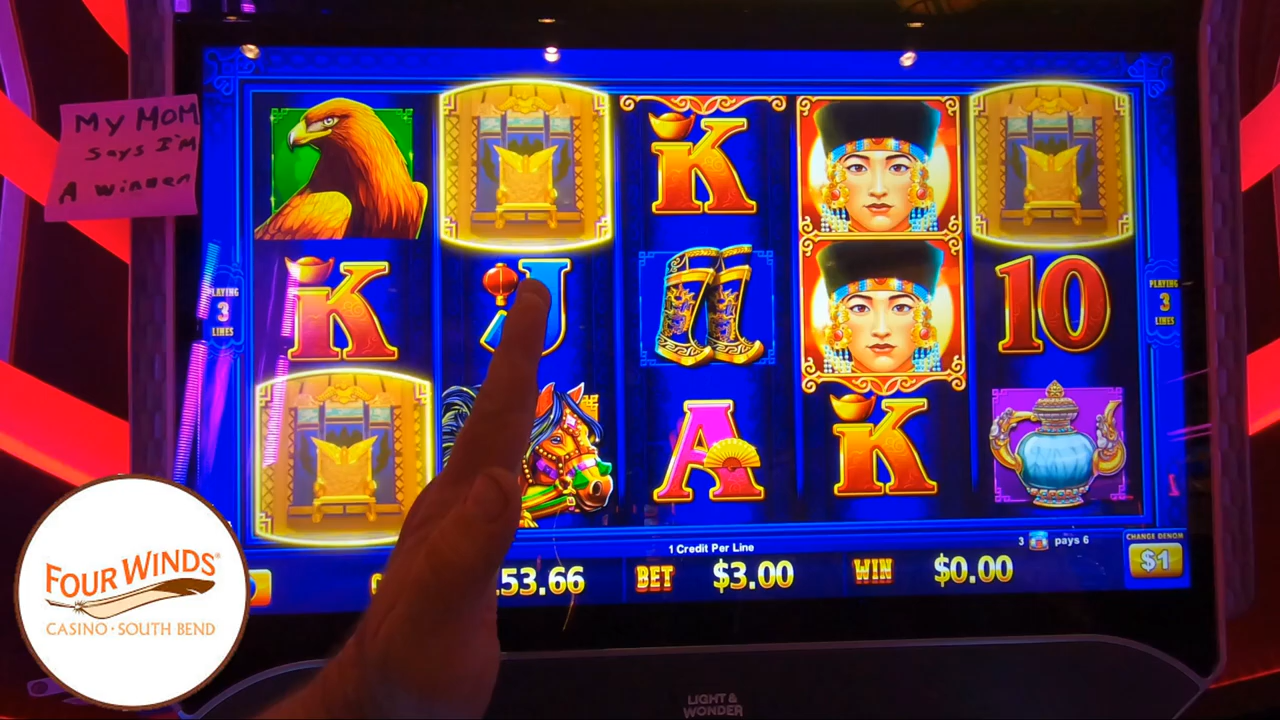 MY MOM
Says I'M
A Winner
K
K
J
10
A
K
PLAYING
3
LINES
PLAYING
3
LINES
1 Credit Per Line
3 pays 6
CHANGE DENOM
$1
53.66
BET $3.00
WIN $0.00
LIGHT &
WONDER
FOUR WINDS®
CASINO · SOUTH BEND